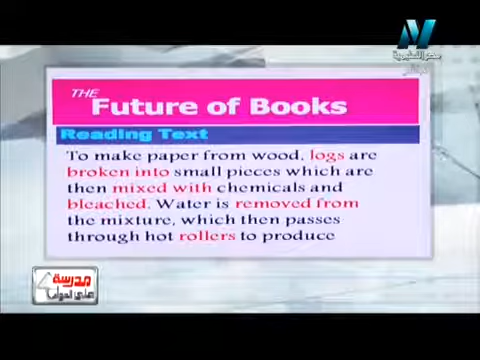 مصر التعليمية
THE
Future of Books
Reading Text
To make paper from wood, logs are
broken into small pieces which are
then mixed with chemicals and
bleached. Water is removed from
the mixture, which then passes
through hot rollers to produce
مدرسة
على الهواء